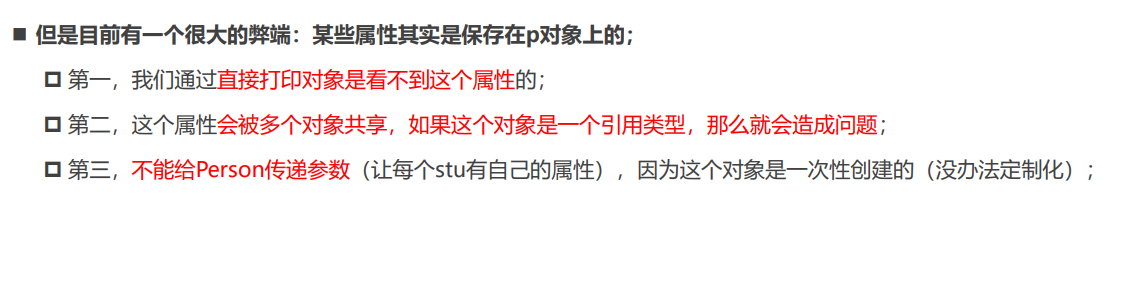 但是目前有一个很大的弊端：某些属性其实是保存在p对象上的；
第一，我们通过直接打印对象是看不到这个属性的；
第二，这个属性会被多个对象共享，如果这个对象是一个引用类型，那么就会造成问题；
第三，不能给Person传递参数（让每个stu有自己的属性），因为这个对象是一次性创建的（没办法定制化）；